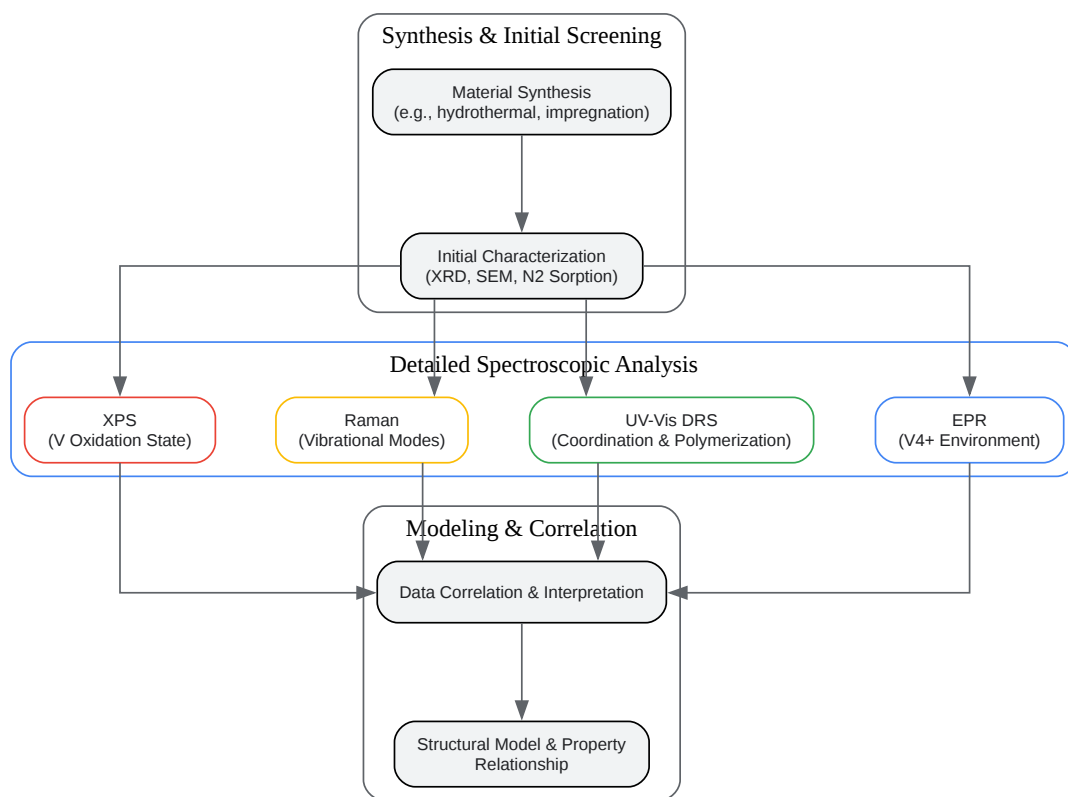 Synthesis & Initial Screening
Material Synthesis
(e.g., hydrothermal, impregnation)
Initial Characterization
(XRD, SEM, N2 Sorption)
Detailed Spectroscopic Analysis
XPS
(V Oxidation State)
Raman
(Vibrational Modes)
UV-Vis DRS
(Coordination & Polymerization)
EPR
(V4+ Environment)
Modeling & Correlation
Data Correlation & Interpretation
Structural Model & Property
Relationship